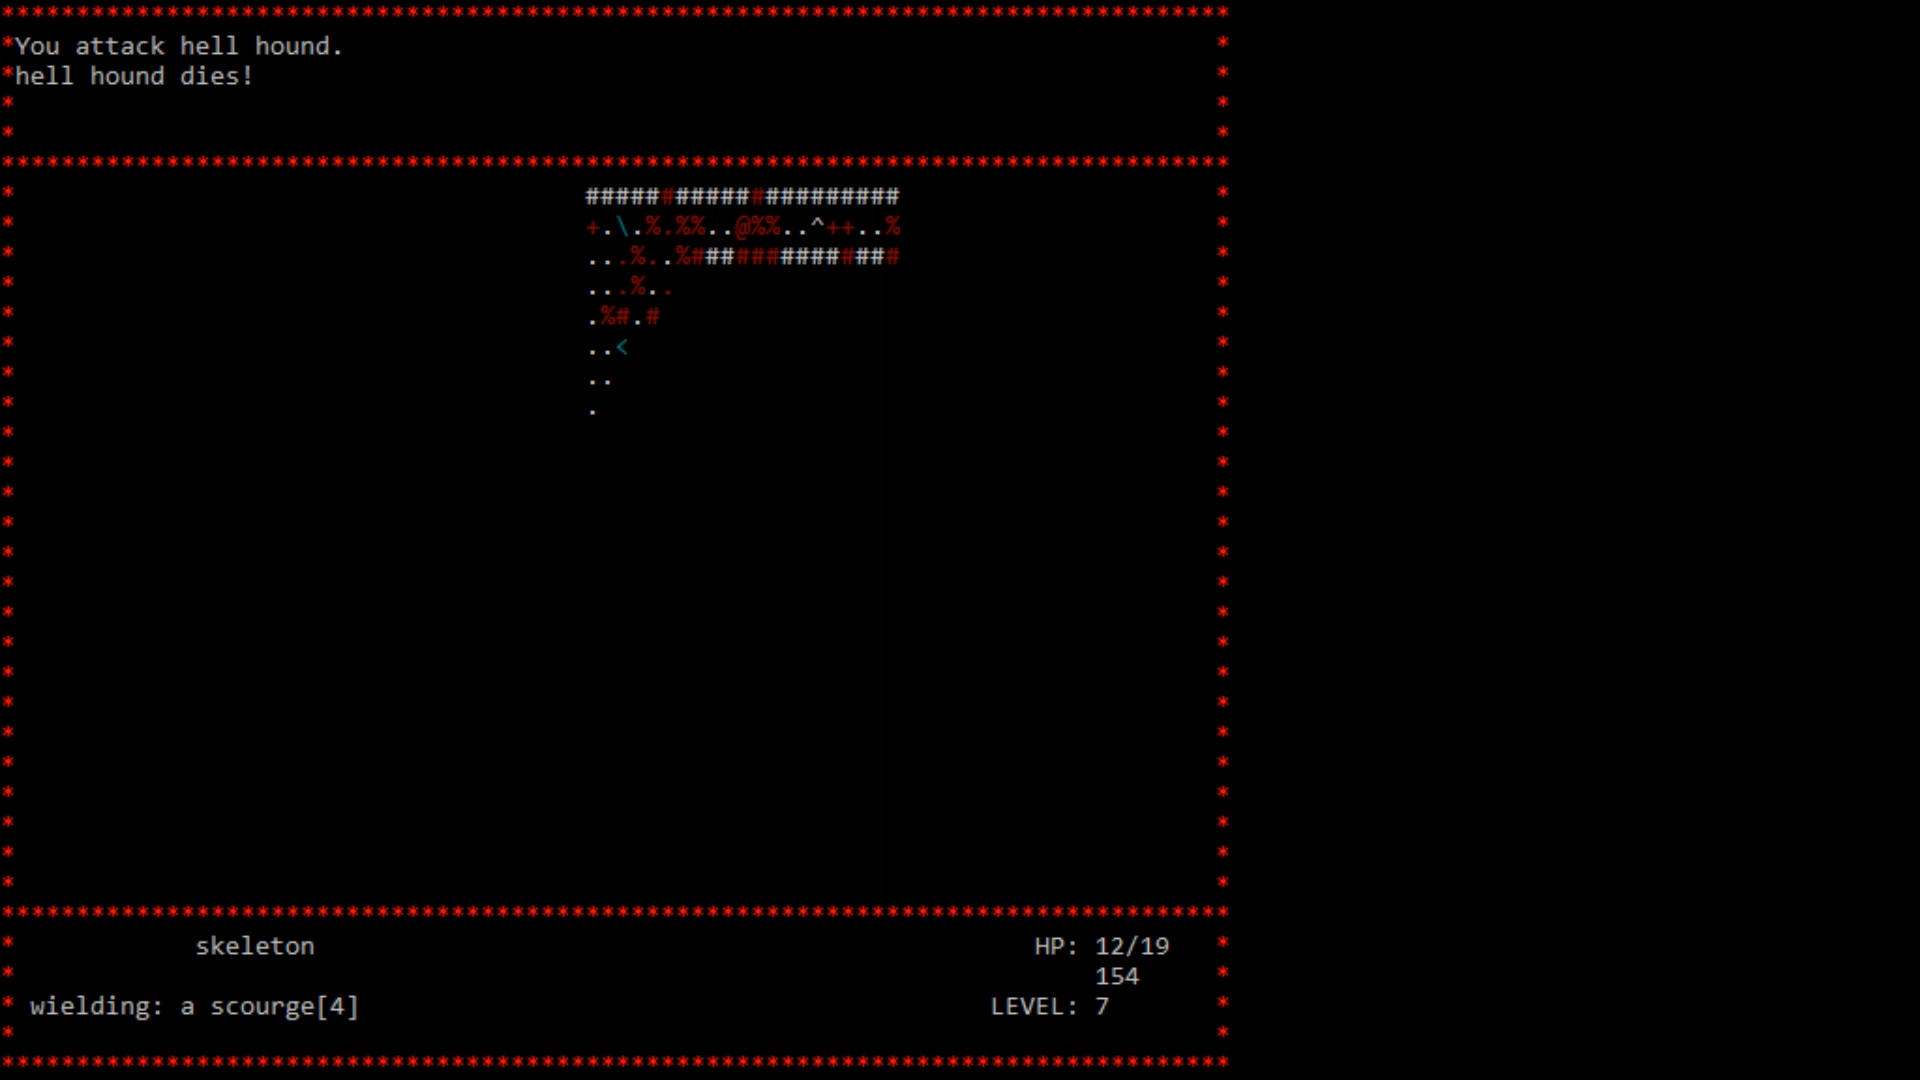 You attack hell hound.
hell hound dies!
#####################
+.\.%.%%..@%%..^++..%
...%..%##############
...%..
.%#.#
..<
..
.
skeleton HP: 12/19
154
wielding: a scourge[4] LEVEL: 7